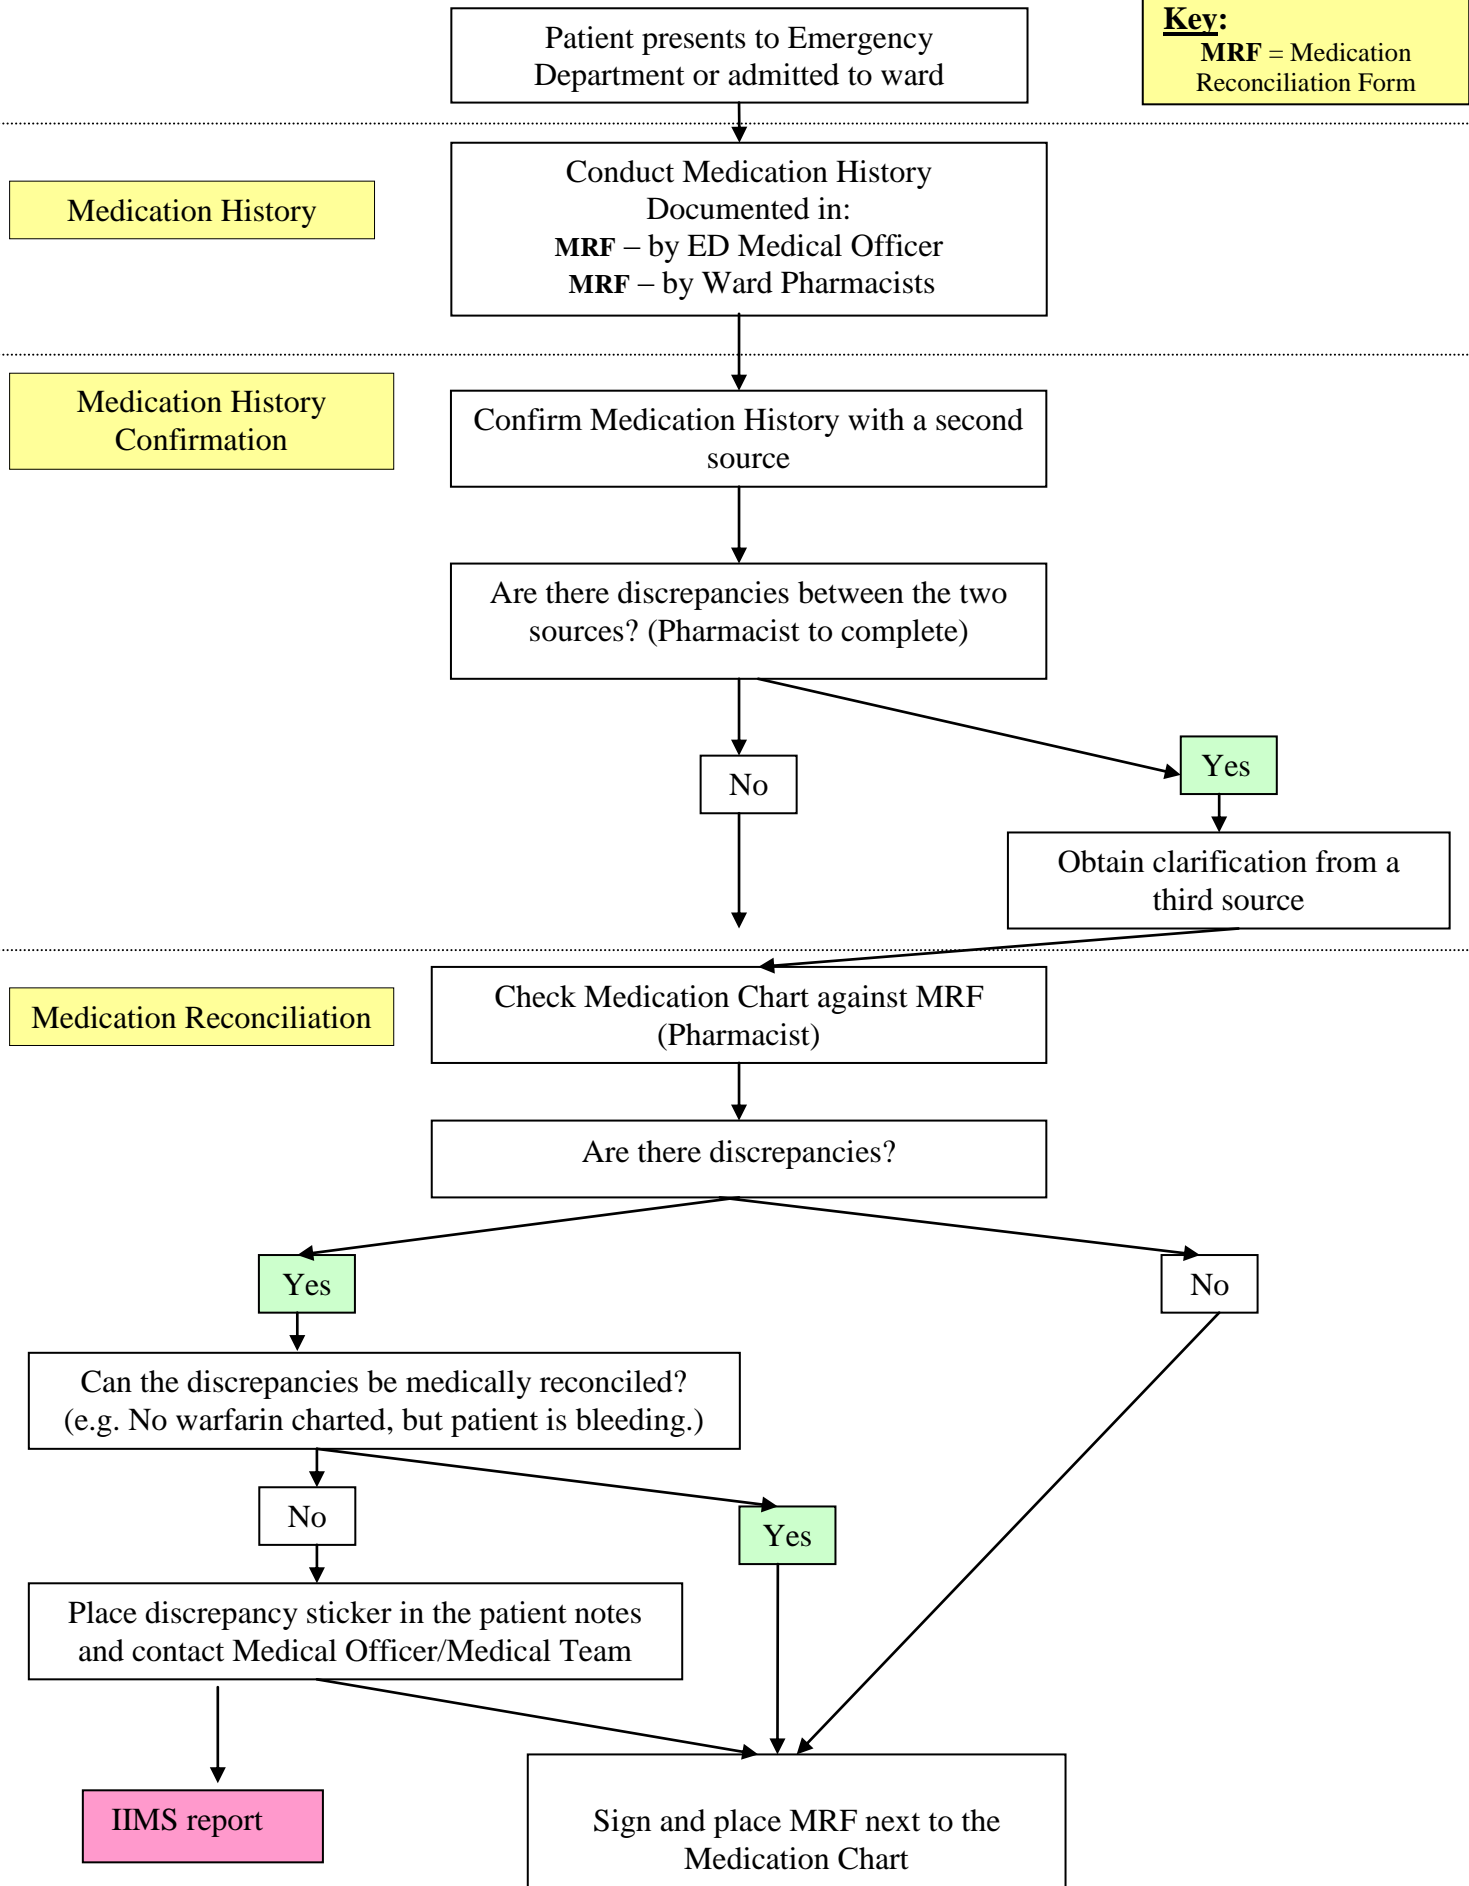 Patient presents to Emergency
Department or admitted to ward
Key:
MRF = Medication
Reconciliation Form
Medication History
Conduct Medication History
Documented in:
MRF – by ED Medical Officer
MRF – by Ward Pharmacists
Medication History
Confirmation
Confirm Medication History with a second
source
Are there discrepancies between the two
sources? (Pharmacist to complete)
No
Yes
Obtain clarification from a
third source
Medication Reconciliation
Check Medication Chart against MRF
(Pharmacist)
Are there discrepancies?
Yes
No
Can the discrepancies be medically reconciled?
(e.g. No warfarin charted, but patient is bleeding.)
No
Yes
Place discrepancy sticker in the patient notes
and contact Medical Officer/Medical Team
IIMS report
Sign and place MRF next to the
Medication Chart